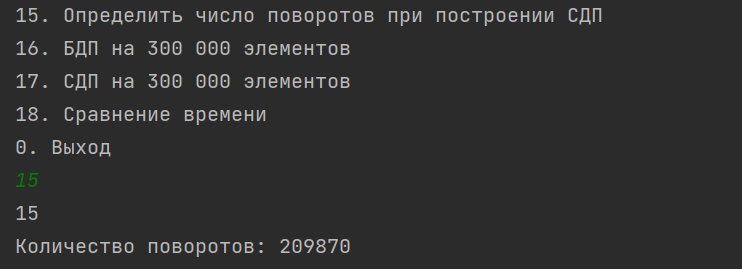 15. Определить число поворотов при построении СДП
16. БДП на 300 000 элементов
17. СДП на 300 000 элементов
18. Сравнение времени
0. Выход
15
15
Количество поворотов: 209870